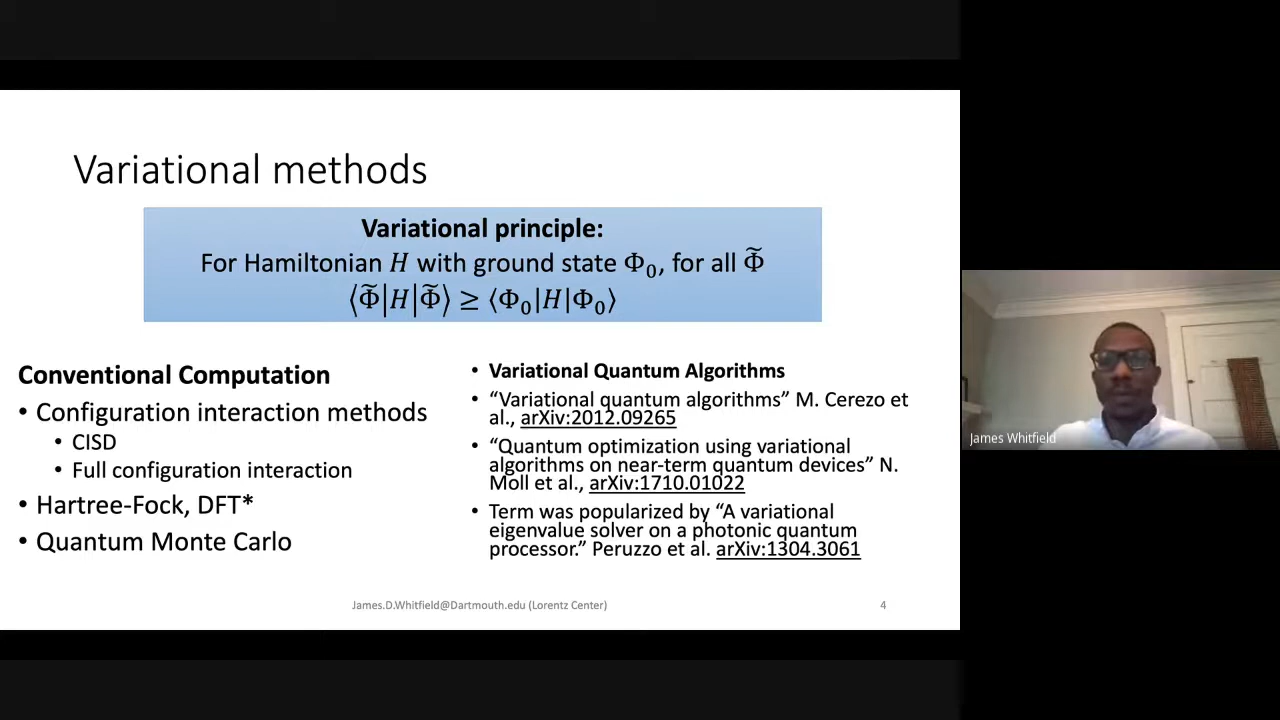 Variational methods
Variational principle:
For Hamiltonian 𝐻 with ground state Φ₀, for all Φ̃
⟨Φ̃|𝐻|Φ̃⟩ ≥ ⟨Φ₀|𝐻|Φ₀⟩
Conventional Computation
• Configuration interaction methods
• CISD
• Full configuration interaction
• Hartree-Fock, DFT*
• Quantum Monte Carlo
• Variational Quantum Algorithms
• “Variational quantum algorithms” M. Cerezo et
al., arXiv:2012.09265
• “Quantum optimization using variational
algorithms on near-term quantum devices” N.
Moll et al., arXiv:1710.01022
• Term was popularized by “A variational
eigenvalue solver on a photonic quantum
processor.” Peruzzo et al. arXiv:1304.3061
James.D.Whitfield@Dartmouth.edu (Lorentz Center)
4
James Whitfield